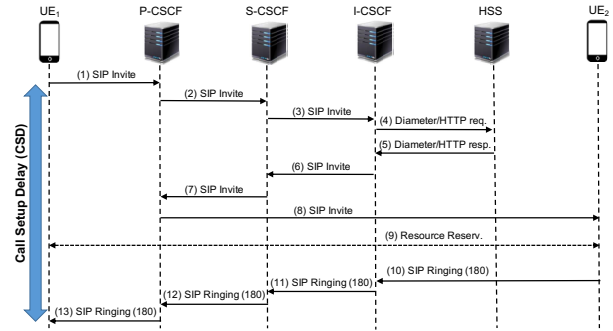 UE1 P-CSCF S-CSCF I-CSCF HSS UE2
(1) SIP Invite
(2) SIP Invite
(3) SIP Invite
(4) Diameter/HTTP req.
(5) Diameter/HTTP resp.
(6) SIP Invite
(7) SIP Invite
(8) SIP Invite
(9) Resource Reserv.
(10) SIP Ringing (180)
(11) SIP Ringing (180)
(12) SIP Ringing (180)
(13) SIP Ringing (180)
Call Setup Delay (CSD)